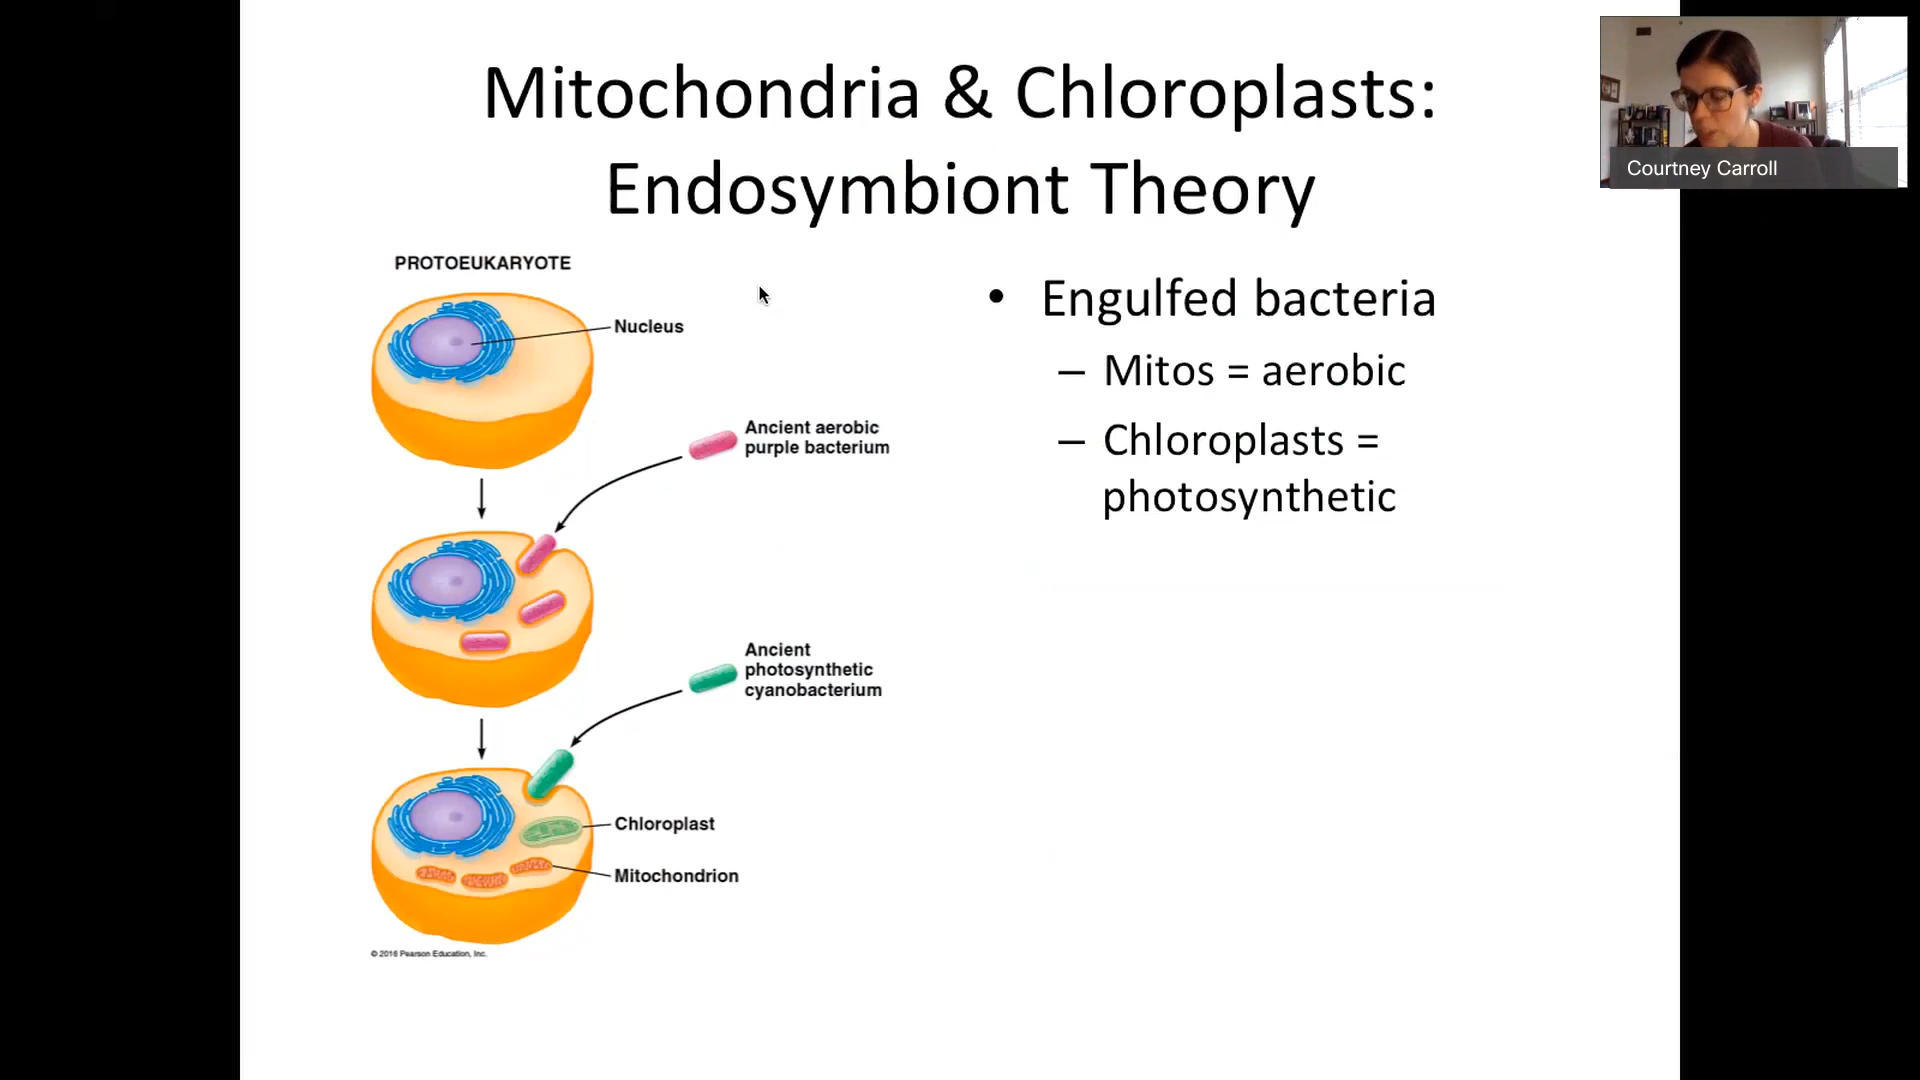 Mitochondria & Chloroplasts:
Endosymbiont Theory
Courtney Carroll
PROTOEUKARYOTE
Nucleus
Ancient aerobic
purple bacterium
Ancient
photosynthetic
cyanobacterium
Chloroplast
Mitochondrion
© 2016 Pearson Education, Inc.
• Engulfed bacteria
– Mitos = aerobic
– Chloroplasts =
photosynthetic